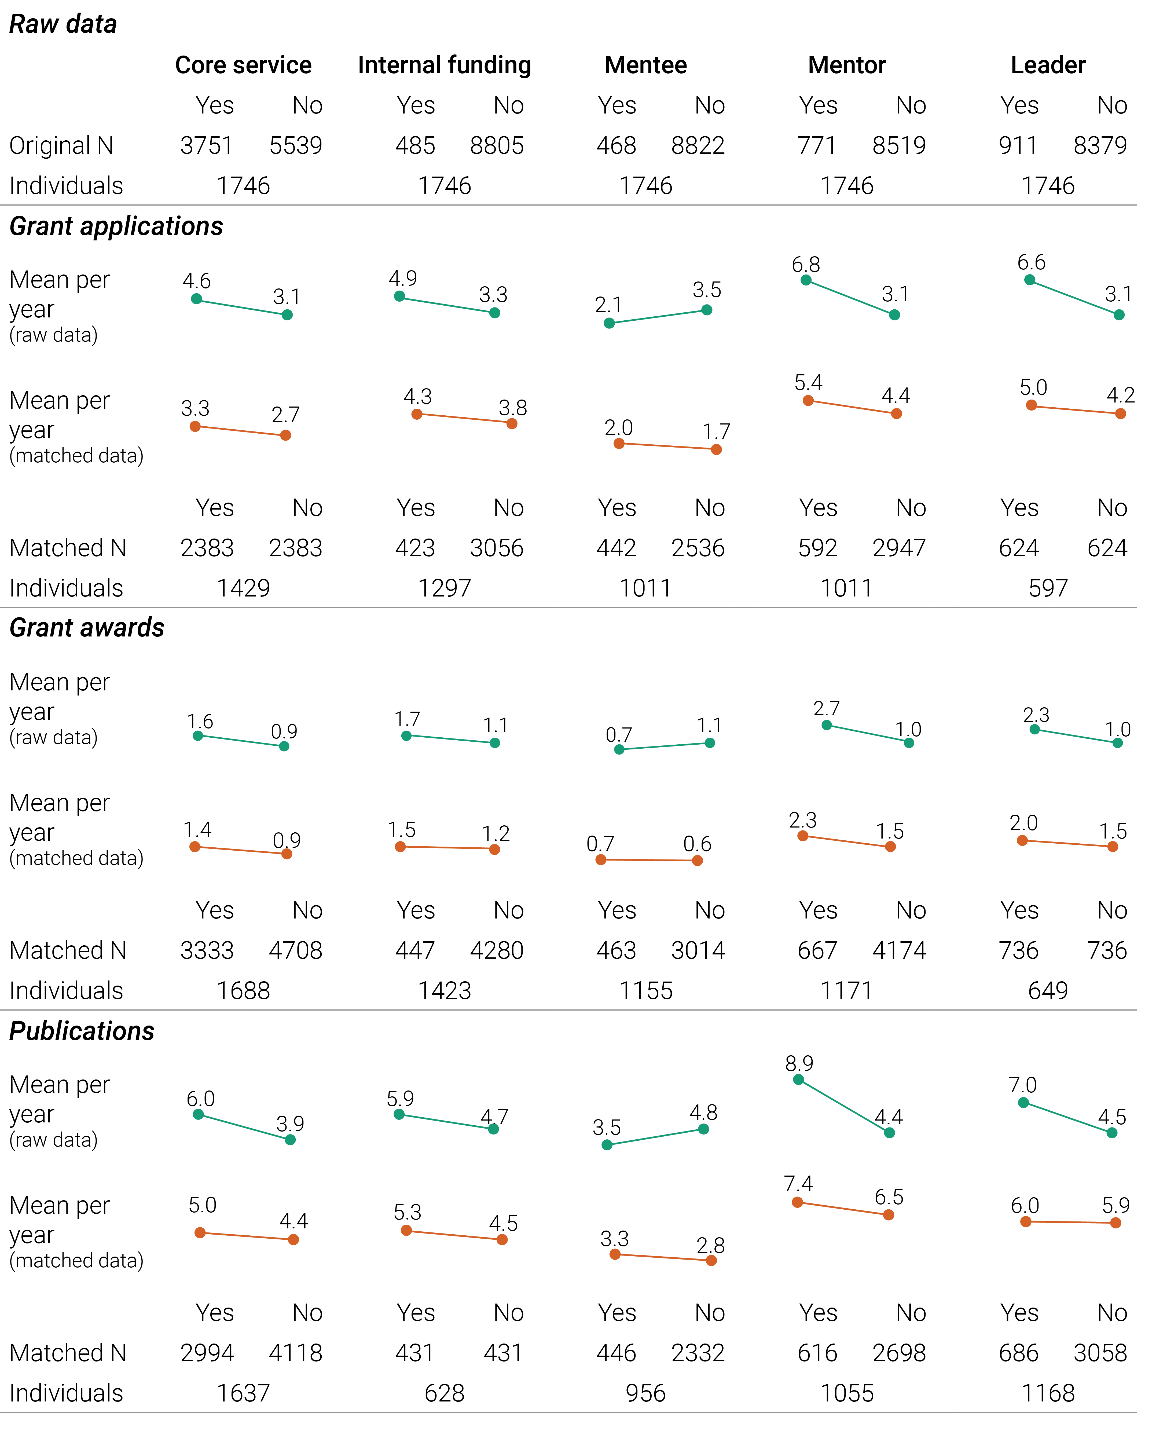 Raw data
Core service Internal funding Mentee Mentor Leader
Yes No Yes No Yes No Yes No Yes No
Original N 3751 5539 485 8805 468 8822 771 8519 911 8379
Individuals 1746 1746 1746 1746 1746
Grant applications
Mean per
year
(raw data)
4.6 3.1 4.9 3.3 2.1 3.5 6.8 3.1 6.6 3.1
Mean per
year
(matched data)
3.3 2.7 4.3 3.8 2.0 1.7 5.4 4.4 5.0 4.2
Yes No Yes No Yes No Yes No Yes No
Matched N 2383 2383 423 3056 442 2536 592 2947 624 624
Individuals 1429 1297 1011 1011 597
Grant awards
Mean per
year
(raw data)
1.6 0.9 1.7 1.1 0.7 1.1 2.7 1.0 2.3 1.0
Mean per
year
(matched data)
1.4 0.9 1.5 1.2 0.7 0.6 2.3 1.5 2.0 1.5
Yes No Yes No Yes No Yes No Yes No
Matched N 3333 4708 447 4280 463 3014 667 4174 736 736
Individuals 1688 1423 1155 1171 649
Publications
Mean per
year
(raw data)
6.0 3.9 5.9 4.7 3.5 4.8 8.9 4.4 7.0 4.5
Mean per
year
(matched data)
5.0 4.4 5.3 4.5 3.3 2.8 7.4 6.5 6.0 5.9
Yes No Yes No Yes No Yes No Yes No
Matched N 2994 4118 431 431 446 2332 616 2698 686 3058
Individuals 1637 628 956 1055 1168